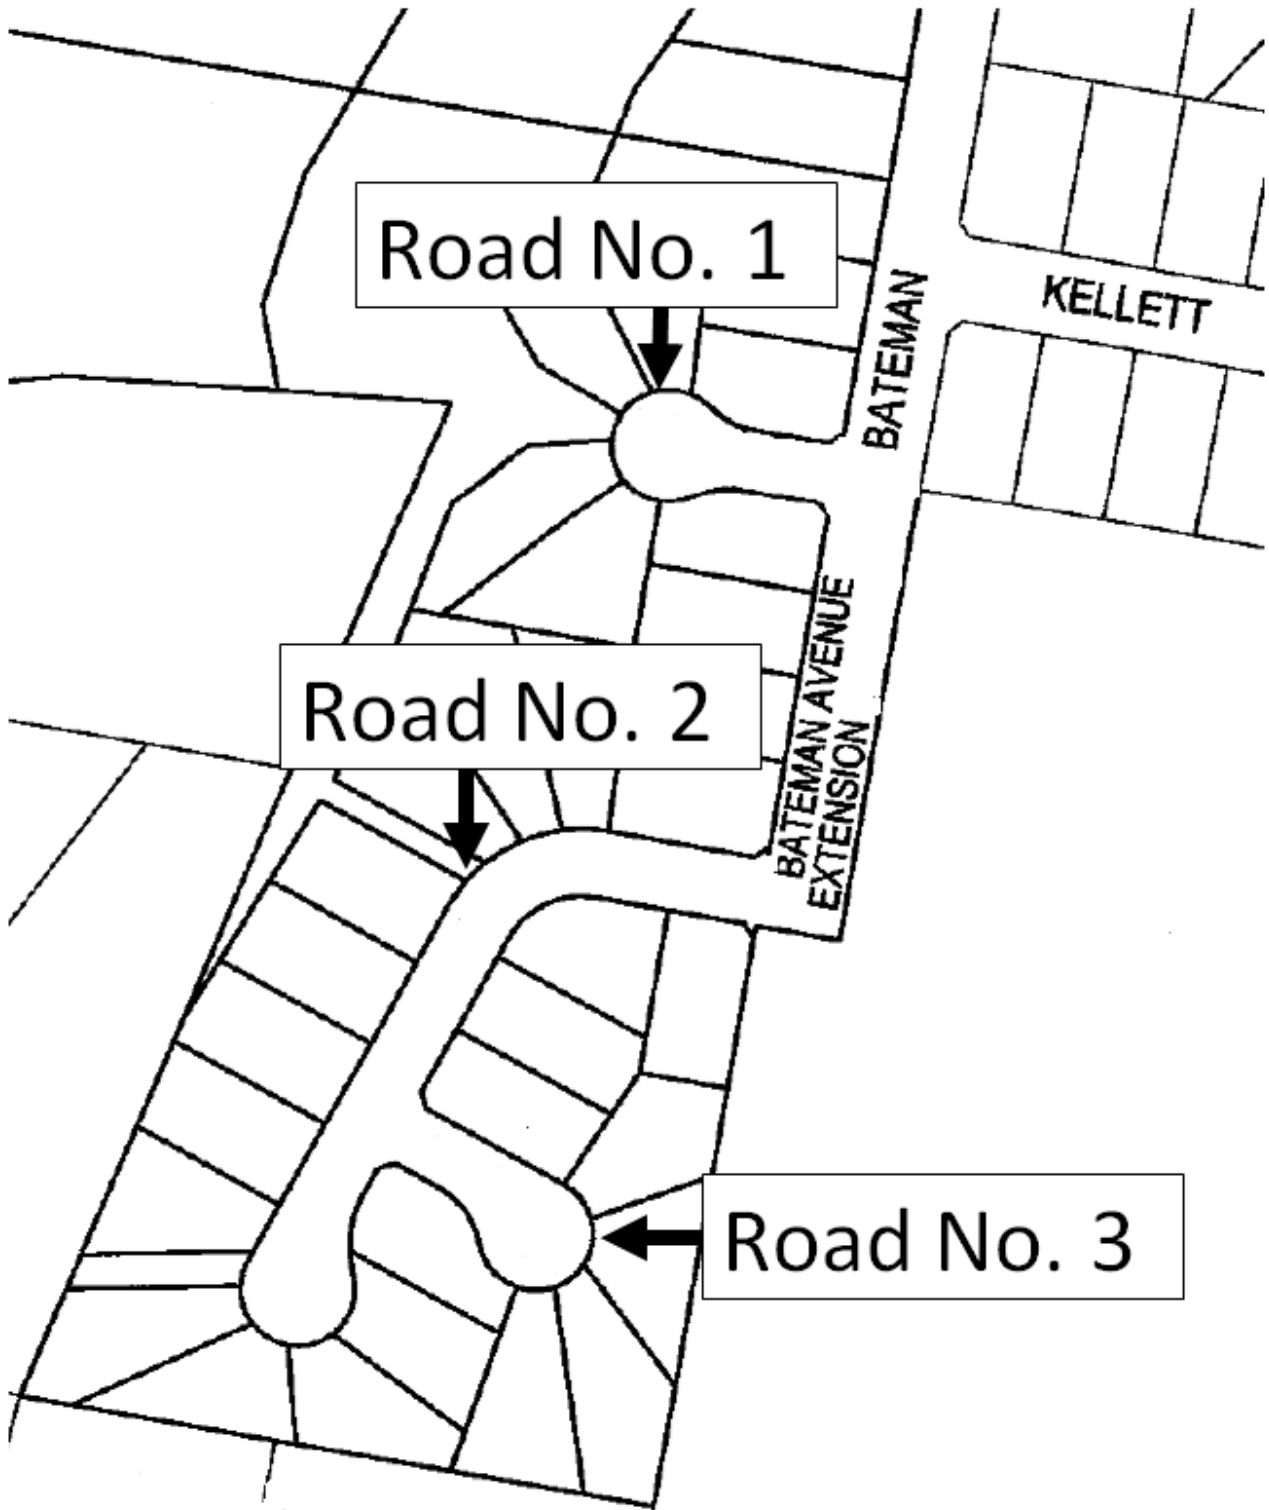 Road No. 1
KELLETT
BATEMAN
BATEMAN AVENUE
EXTENSION
Road No. 2
Road No. 3